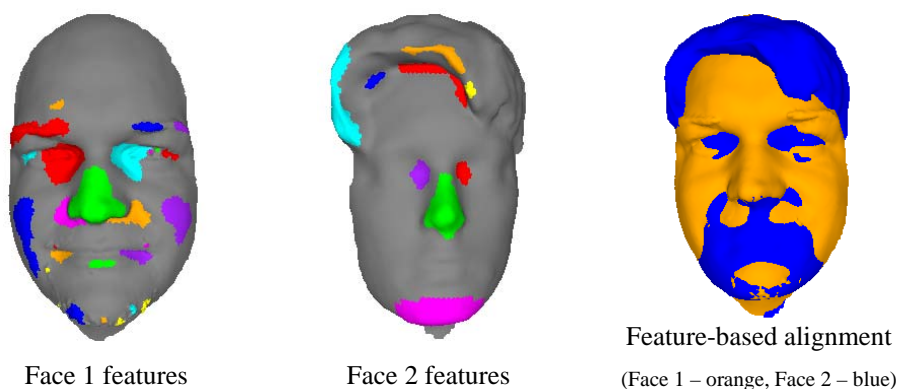 Face 1 features
Face 2 features
Feature-based alignment
(Face 1 – orange, Face 2 – blue)